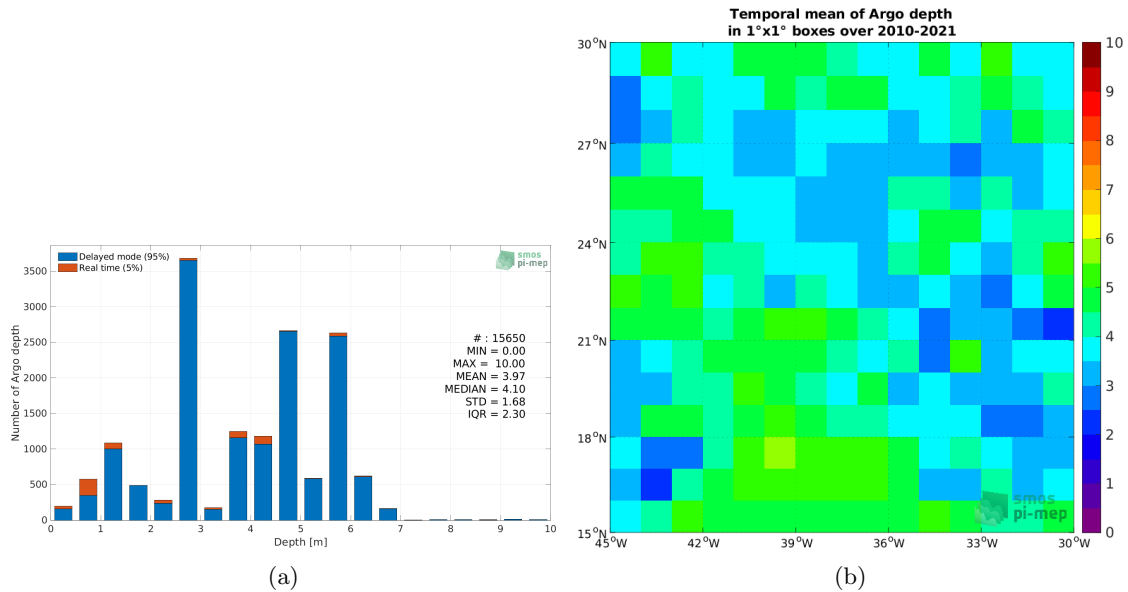 Delayed mode (95%)
Real time (5%)
smos
pi-mep
# : 15650
MIN = 0.00
MAX = 10.00
MEAN = 3.97
MEDIAN = 4.10
STD = 1.68
IQR = 2.30
Number of Argo depth
3500
3000
2500
2000
1500
1000
500
0
0 1 2 3 4 5 6 7 8 9 10
Depth [m]
(a)
Temporal mean of Argo depth
in 1°x1° boxes over 2010-2021
30°N
27°N
24°N
21°N
18°N
15°N
45°W 42°W 39°W 36°W 33°W 30°W
smos
pi-mep
10
9
8
7
6
5
4
3
2
1
0
(b)